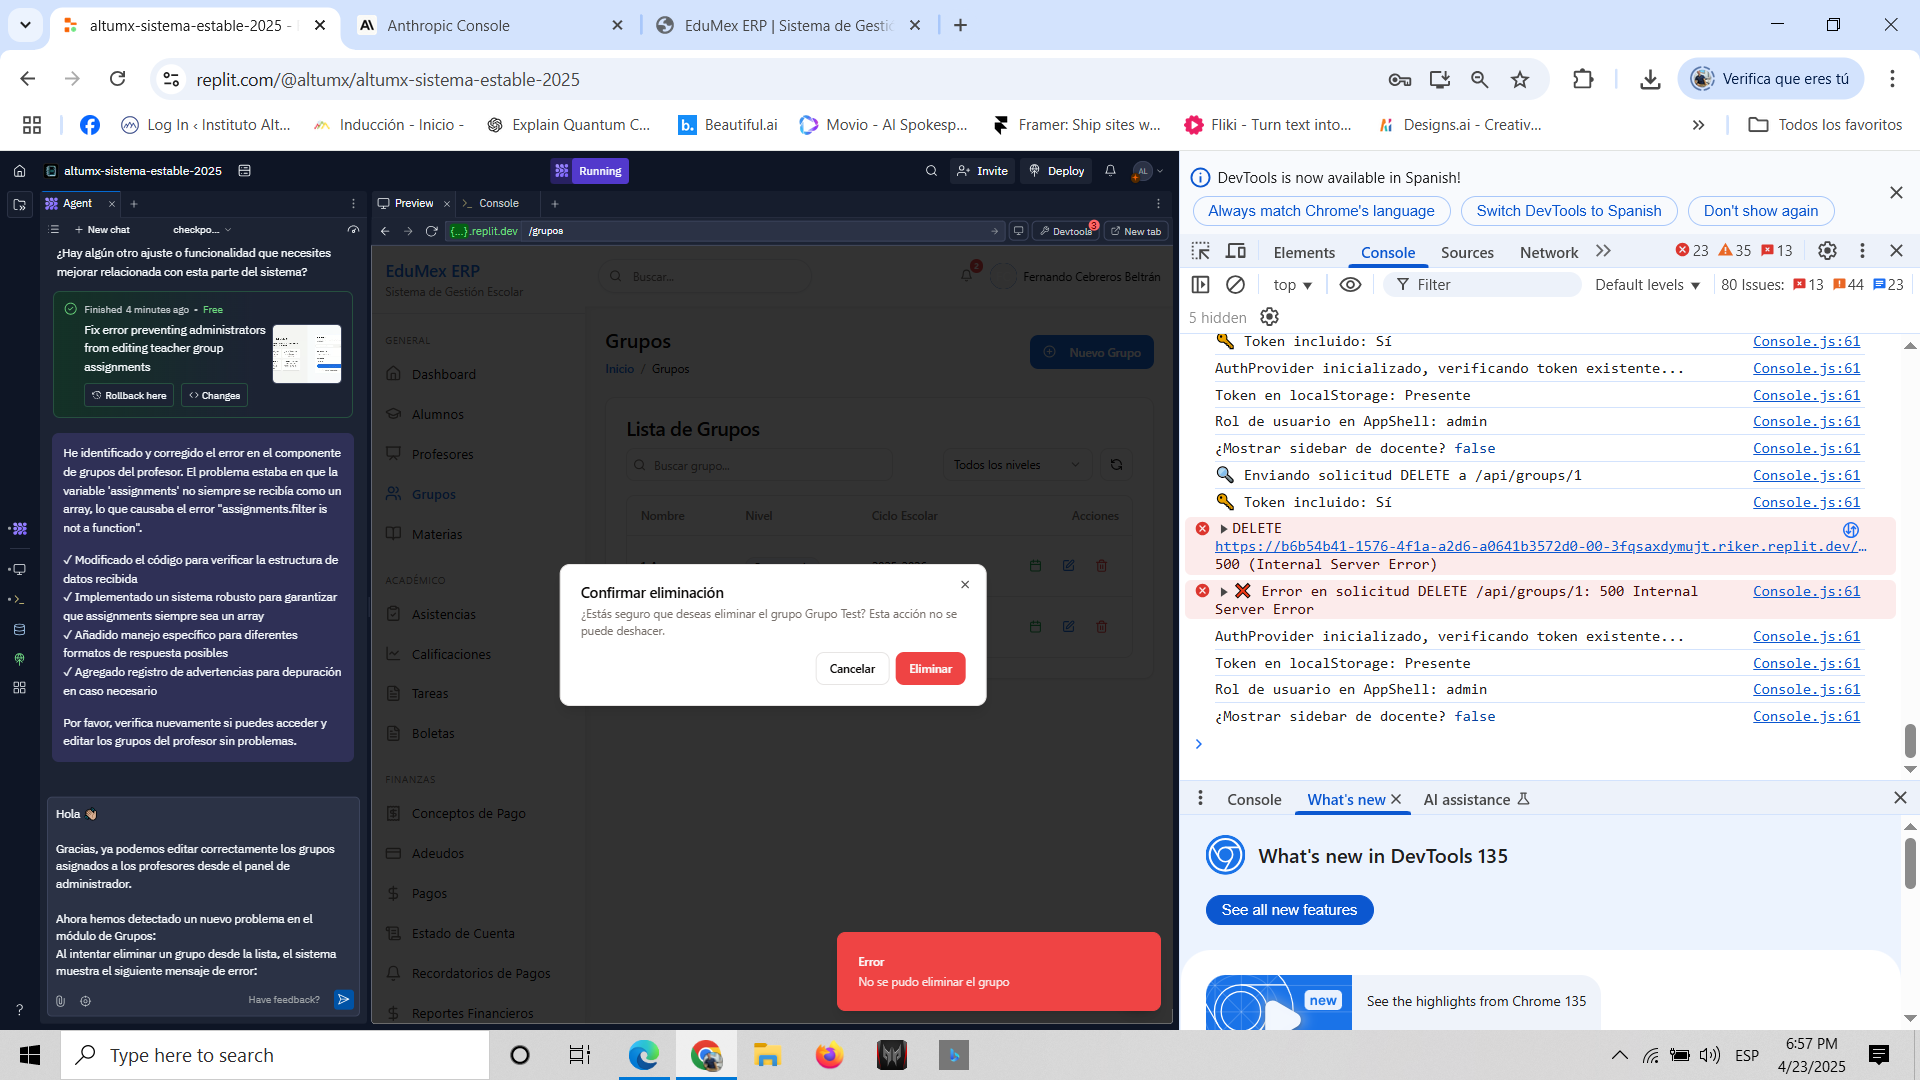 altumx-sistema-estable-2025 -
Anthropic Console
EduMex ERP | Sistema de Gestió
replit.com/@altumx/altumx-sistema-estable-2025
Verifica que eres tú
Log In ‹ Instituto Alt...
Inducción - Inicio -
Explain Quantum C...
Beautiful.ai
Movio - AI Spokesp...
Framer: Ship sites w...
Fliki - Turn text into...
Designs.ai - Creativ...
Todos los favoritos
altumx-sistema-estable-2025
Running
Invite
Deploy
AL
Agent
Preview
Console
New chat
checkpo...
{...}.replit.dev
/grupos
Devtools
3
New tab
¿Hay algún otro ajuste o funcionalidad que necesites
mejorar relacionada con esta parte del sistema?
Finished 4 minutes ago • Free
Fix error preventing administrators
from editing teacher group
assignments
Rollback here
Changes
He identificado y corregido el error en el componente
de grupos del profesor. El problema estaba en que la
variable 'assignments' no siempre se recibía como un
array, lo que causaba el error "assignments.filter is
not a function".
✓ Modificado el código para verificar la estructura de
datos recibida
✓ Implementado un sistema robusto para garantizar
que assignments siempre sea un array
✓ Añadido manejo específico para diferentes
formatos de respuesta posibles
✓ Agregado registro de advertencias para depuración
en caso necesario
Por favor, verifica nuevamente si puedes acceder y
editar los grupos del profesor sin problemas.
Hola 👋🏽
Gracias, ya podemos editar correctamente los grupos
asignados a los profesores desde el panel de
administrador.
Ahora hemos detectado un nuevo problema en el
módulo de Grupos:
Al intentar eliminar un grupo desde la lista, el sistema
muestra el siguiente mensaje de error:
Have feedback?
EduMex ERP
Sistema de Gestión Escolar
Buscar...
2
Fernando Cebreros Beltrán
GENERAL
Dashboard
Alumnos
Profesores
Grupos
Materias
ACADÉMICO
Asistencias
Calificaciones
Tareas
Boletas
FINANZAS
Conceptos de Pago
Adeudos
Pagos
Estado de Cuenta
Recordatorios de Pagos
Reportes Financieros
Grupos
Inicio / Grupos
Nuevo Grupo
Lista de Grupos
Buscar grupo...
Todos los niveles
Nombre
Nivel
Ciclo Escolar
Acciones
Confirmar eliminación
¿Estás seguro que deseas eliminar el grupo Grupo Test? Esta acción no se
puede deshacer.
Cancelar
Eliminar
Error
No se pudo eliminar el grupo
DevTools is now available in Spanish!
Always match Chrome's language
Switch DevTools to Spanish
Don't show again
Elements
Console
Sources
Network
23
35
13
top
Filter
Default levels
80 Issues:
13
44
23
5 hidden
🔑 Token incluido: Sí Console.js:61
AuthProvider inicializado, verificando token existente... Console.js:61
Token en localStorage: Presente Console.js:61
Rol de usuario en AppShell: admin Console.js:61
¿Mostrar sidebar de docente? false Console.js:61
🔍 Enviando solicitud DELETE a /api/groups/1 Console.js:61
🔑 Token incluido: Sí Console.js:61
DELETE
https://b6b54b41-1576-4f1a-a2d6-a0641b3572d0-00-3fqsaxdymujt.riker.replit.dev/…
500 (Internal Server Error)
❌ Error en solicitud DELETE /api/groups/1: 500 Internal Console.js:61
Server Error
AuthProvider inicializado, verificando token existente... Console.js:61
Token en localStorage: Presente Console.js:61
Rol de usuario en AppShell: admin Console.js:61
¿Mostrar sidebar de docente? false Console.js:61
Console
What's new
AI assistance
What's new in DevTools 135
See all new features
new
See the highlights from Chrome 135
Type here to search
ESP
6:57 PM
4/23/2025